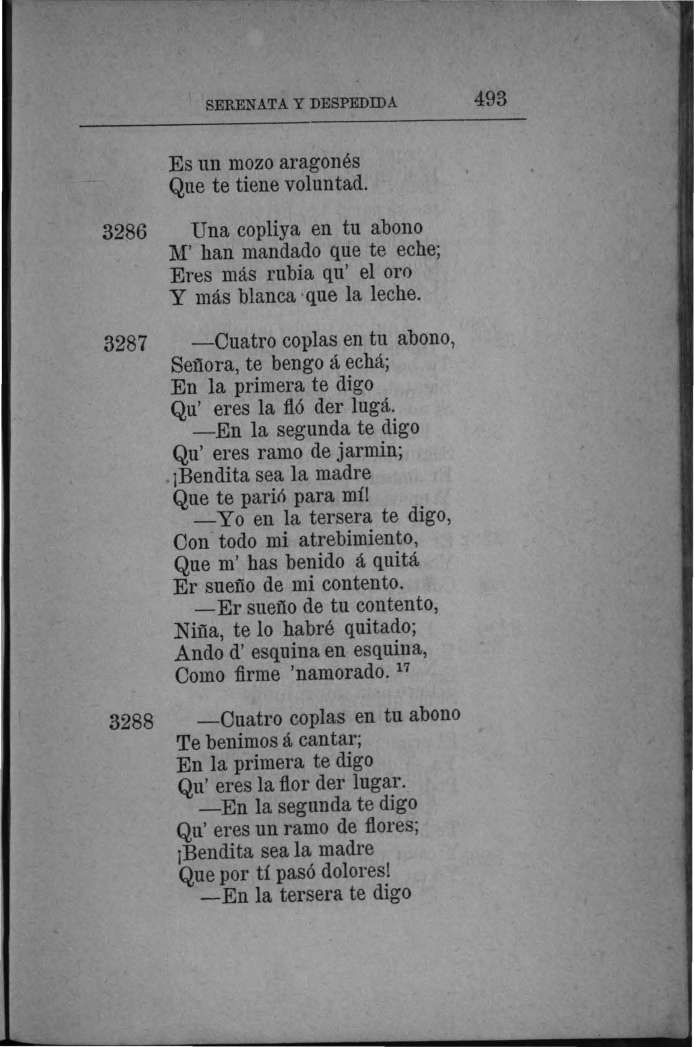 SERENATA Y DESPEDIDA 493
Es un mozo aragonés
Que te tiene voluntad.
3286 Una copliya en tu abono
M' han mandado que te eche;
Eres más rubia qu' el oro
Y más blanca que la leche.
3287 —Cuatro coplas en tu abono,
Señora, te bengo á echá;
En la primera te digo
Qu' eres la fló der lugá.
—En la segunda te digo
Qu' eres ramo de jarmin;
¡Bendita sea la madre
Que te parió para mí!
—Yo en la tersera te digo,
Con todo mi atrebimiento,
Que m' has benido á quitá
Er sueño de mi contento.
—Er sueño de tu contento,
Niña, te lo habré quitado;
Ando d' esquina en esquina,
Como firme 'namorado. 17
3288 —Cuatro coplas en tu abono
Te benimos á cantar;
En la primera te digo
Qu' eres la flor der lugar.
—En la segunda te digo
Qu' eres un ramo de flores;
¡Bendita sea la madre
Que por tí pasó dolores!
—En la tersera te digo